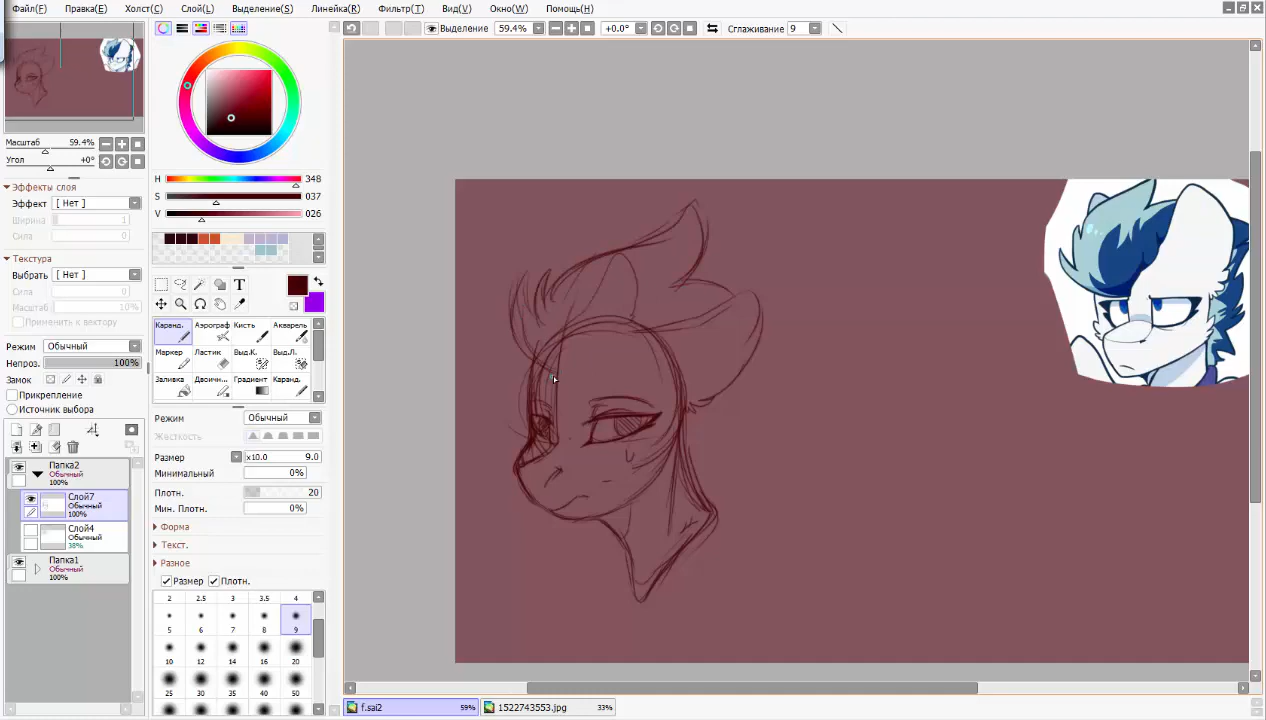 Файл(F) Правка(E) Холст(C) Слой(L) Выделение(S) Линейка(R) Фильтр(T) Вид(V) Окно(W) Помощь(H)
Выделение 59.4% +0.0° Сглаживание 9
Масштаб 59.4%
Угол +0°
Эффекты слоя
Эффект [ Нет ]
Ширина 1
Сила 0
Текстура
Выбрать [ Нет ]
Сила 0
Масштаб 100%
Применить к вектору
Режим Обычный
Непроз. 100%
Замок
Прикрепление
Источник выбора
Папка2
Обычный
100%
Слой7
Обычный
100%
Слой4
Обычный
38%
Папка1
100%
H 348
S 037
V 026
T
Каранд. Аэрограф Кисть Акварель
Маркер Ластик Выд.К. Выд.Л.
Заливка Двоичн... Градиент Каранд.
Режим Обычный
Жесткость
Размер x10.0 9.0
Минимальный 0%
Плотн. 20
Мин. Плотн. 0%
Форма
Текст.
Разное
Размер Плотн.
2 2.5 3 3.5 4
5 6 7 8 9
10 12 14 16 20
25 30 35 40 50
f.sai2 59%
1522743553.jpg 33%